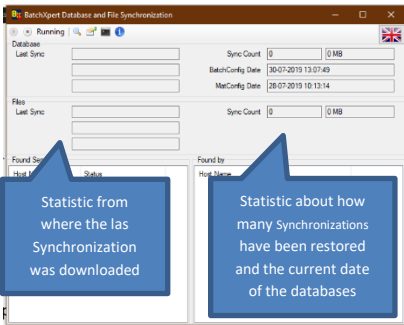 BatchXpert Database and File Synchronization
Running
Database
Last Sync
Sync Count 0 0 MB
BatchConfig Date 30-07-2019 13:07:49
MatConfig Date 28-07-2019 10:13:14
Files
Last Sync
Sync Count 0 0 MB
Found by
Status
Host Name
Statistic from
where the las
Synchronization
was downloaded
Statistic about how
many Synchronizations
have been restored
and the current date
of the databases